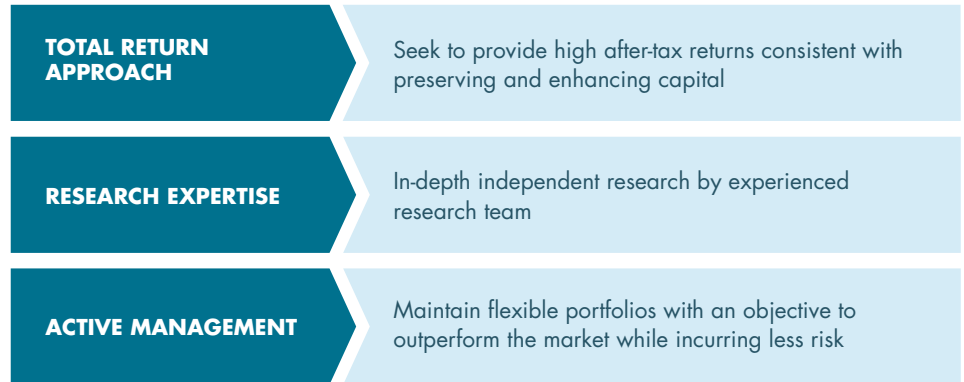 TOTAL RETURN
APPROACH
Seek to provide high after-tax returns consistent with
preserving and enhancing capital
RESEARCH EXPERTISE
In-depth independent research by experienced
research team
ACTIVE MANAGEMENT
Maintain flexible portfolios with an objective to
outperform the market while incurring less risk